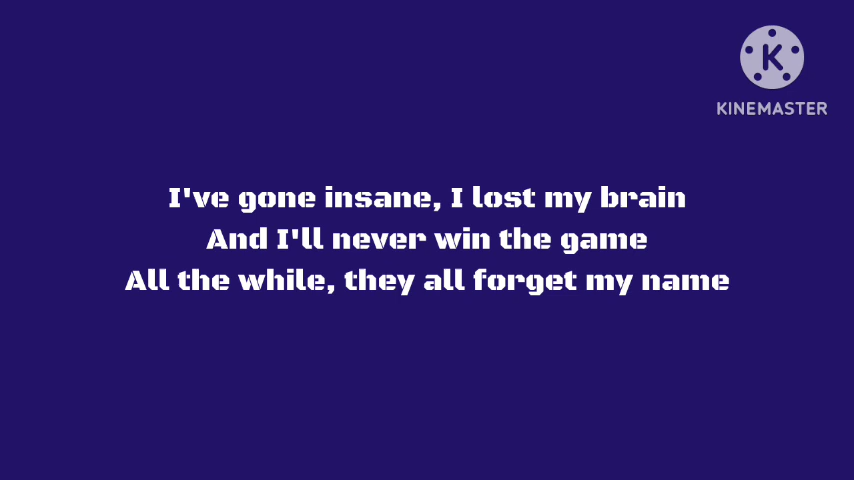 K
KINEMASTER
I've gone insane, I lost my brain
And I'll never win the game
All the while, they all forget my name